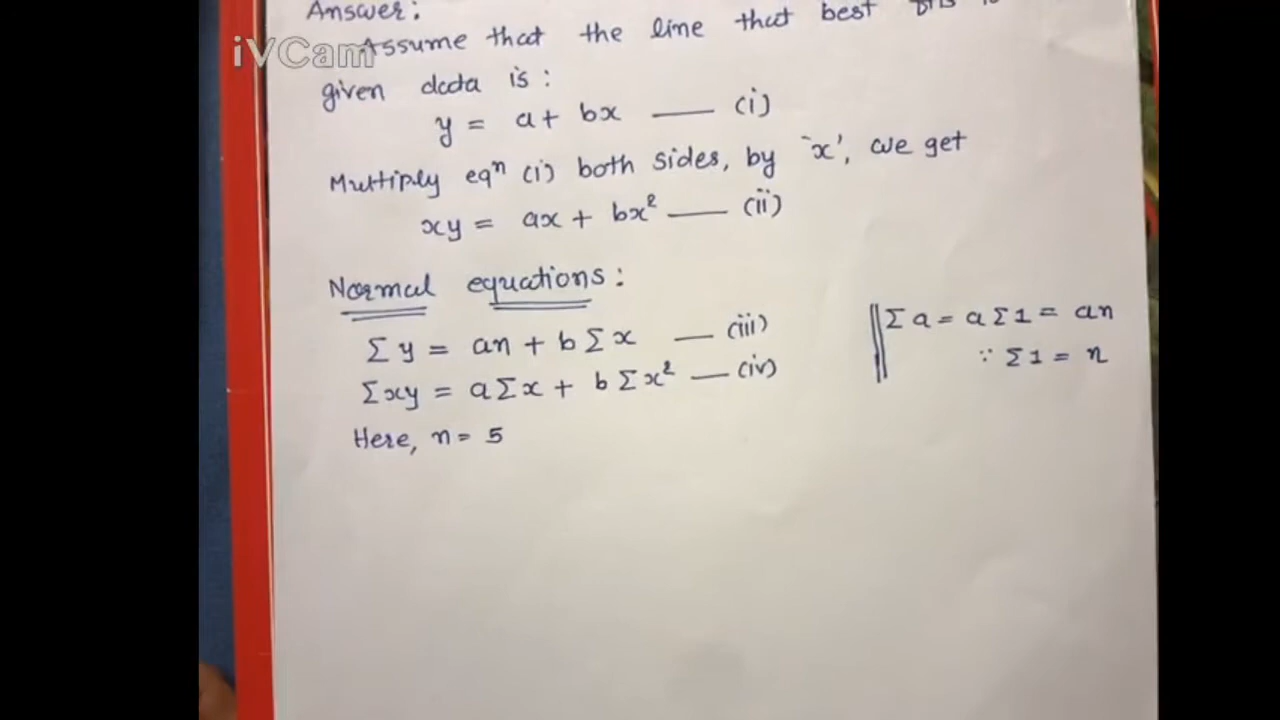 Answer:
iVCam
Assume that the line that best fits
given data is:
y = a + bx —— (i)
Multiply eqⁿ (i) both sides, by 'x', we get
xy = ax + bx² —— (ii)
Normal equations:
Σy = an + bΣx — (iii)
Σxy = aΣx + bΣx² — (iv)
Here, n = 5
Σa = aΣ1 = an
∵ Σ1 = n